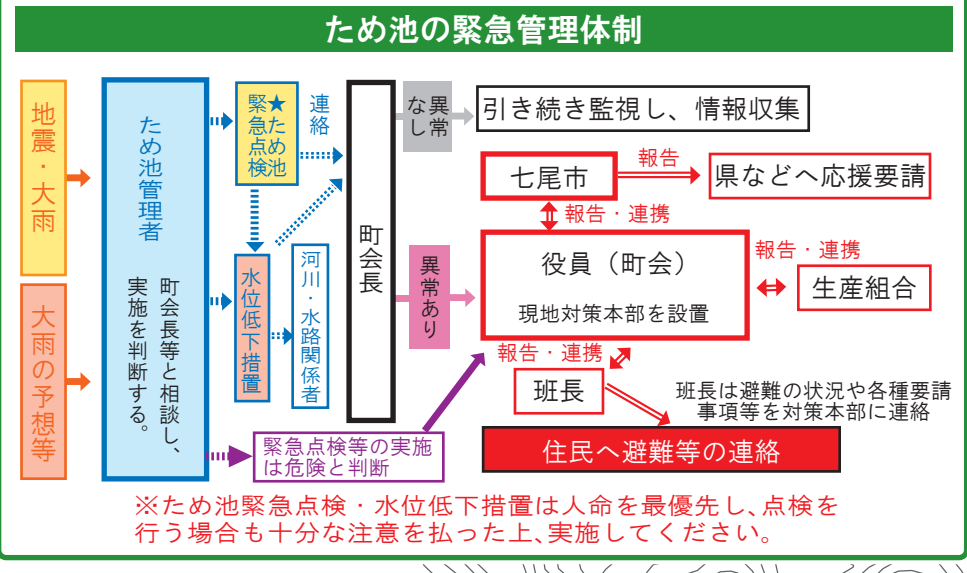 ため池の緊急管理体制
地震・大雨
大雨の予想等
ため池管理者
町会長等と相談し、
実施を判断する。
★ため池
緊急点検
連絡
水位低下措置
河川・水路関係者
町会長
異常
なし
引き続き監視し、情報収集
異常あり
七尾市
報告
県などへ応援要請
報告・連携
役員（町会）
現地対策本部を設置
報告・連携
生産組合
報告・連携
班長
班長は避難の状況や各種要請
事項等を対策本部に連絡
住民へ避難等の連絡
緊急点検等の実施
は危険と判断
※ため池緊急点検・水位低下措置は人命を最優先し、点検を
行う場合も十分な注意を払った上、実施してください。